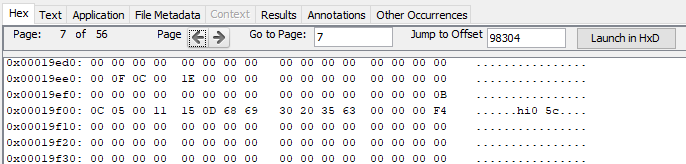 Hex Text Application File Metadata Context Results Annotations Other Occurrences
Page: 7 of 56 Page Go to Page: 7 Jump to Offset 98304 Launch in HxD
0x00019ed0: 00 00 00 00 00 00 00 00 00 00 00 00 00 00 00 00 ................
0x00019ee0: 00 0F 0C 00 1E 00 00 00 00 00 00 00 00 00 00 00 ................
0x00019ef0: 00 00 00 00 00 00 00 00 00 00 00 00 00 00 00 0B ................
0x00019f00: 0C 05 00 11 15 0D 68 69 30 20 35 63 00 00 00 F4 ......hi0 5c....
0x00019f10: 00 00 00 00 00 00 00 00 00 00 00 00 00 00 00 00 ................
0x00019f20: 00 00 00 00 00 00 00 00 00 00 00 00 00 00 00 00 ................
0x00019f30: 00 00 00 00 00 00 00 00 00 00 00 00 00 00 00 00 ................